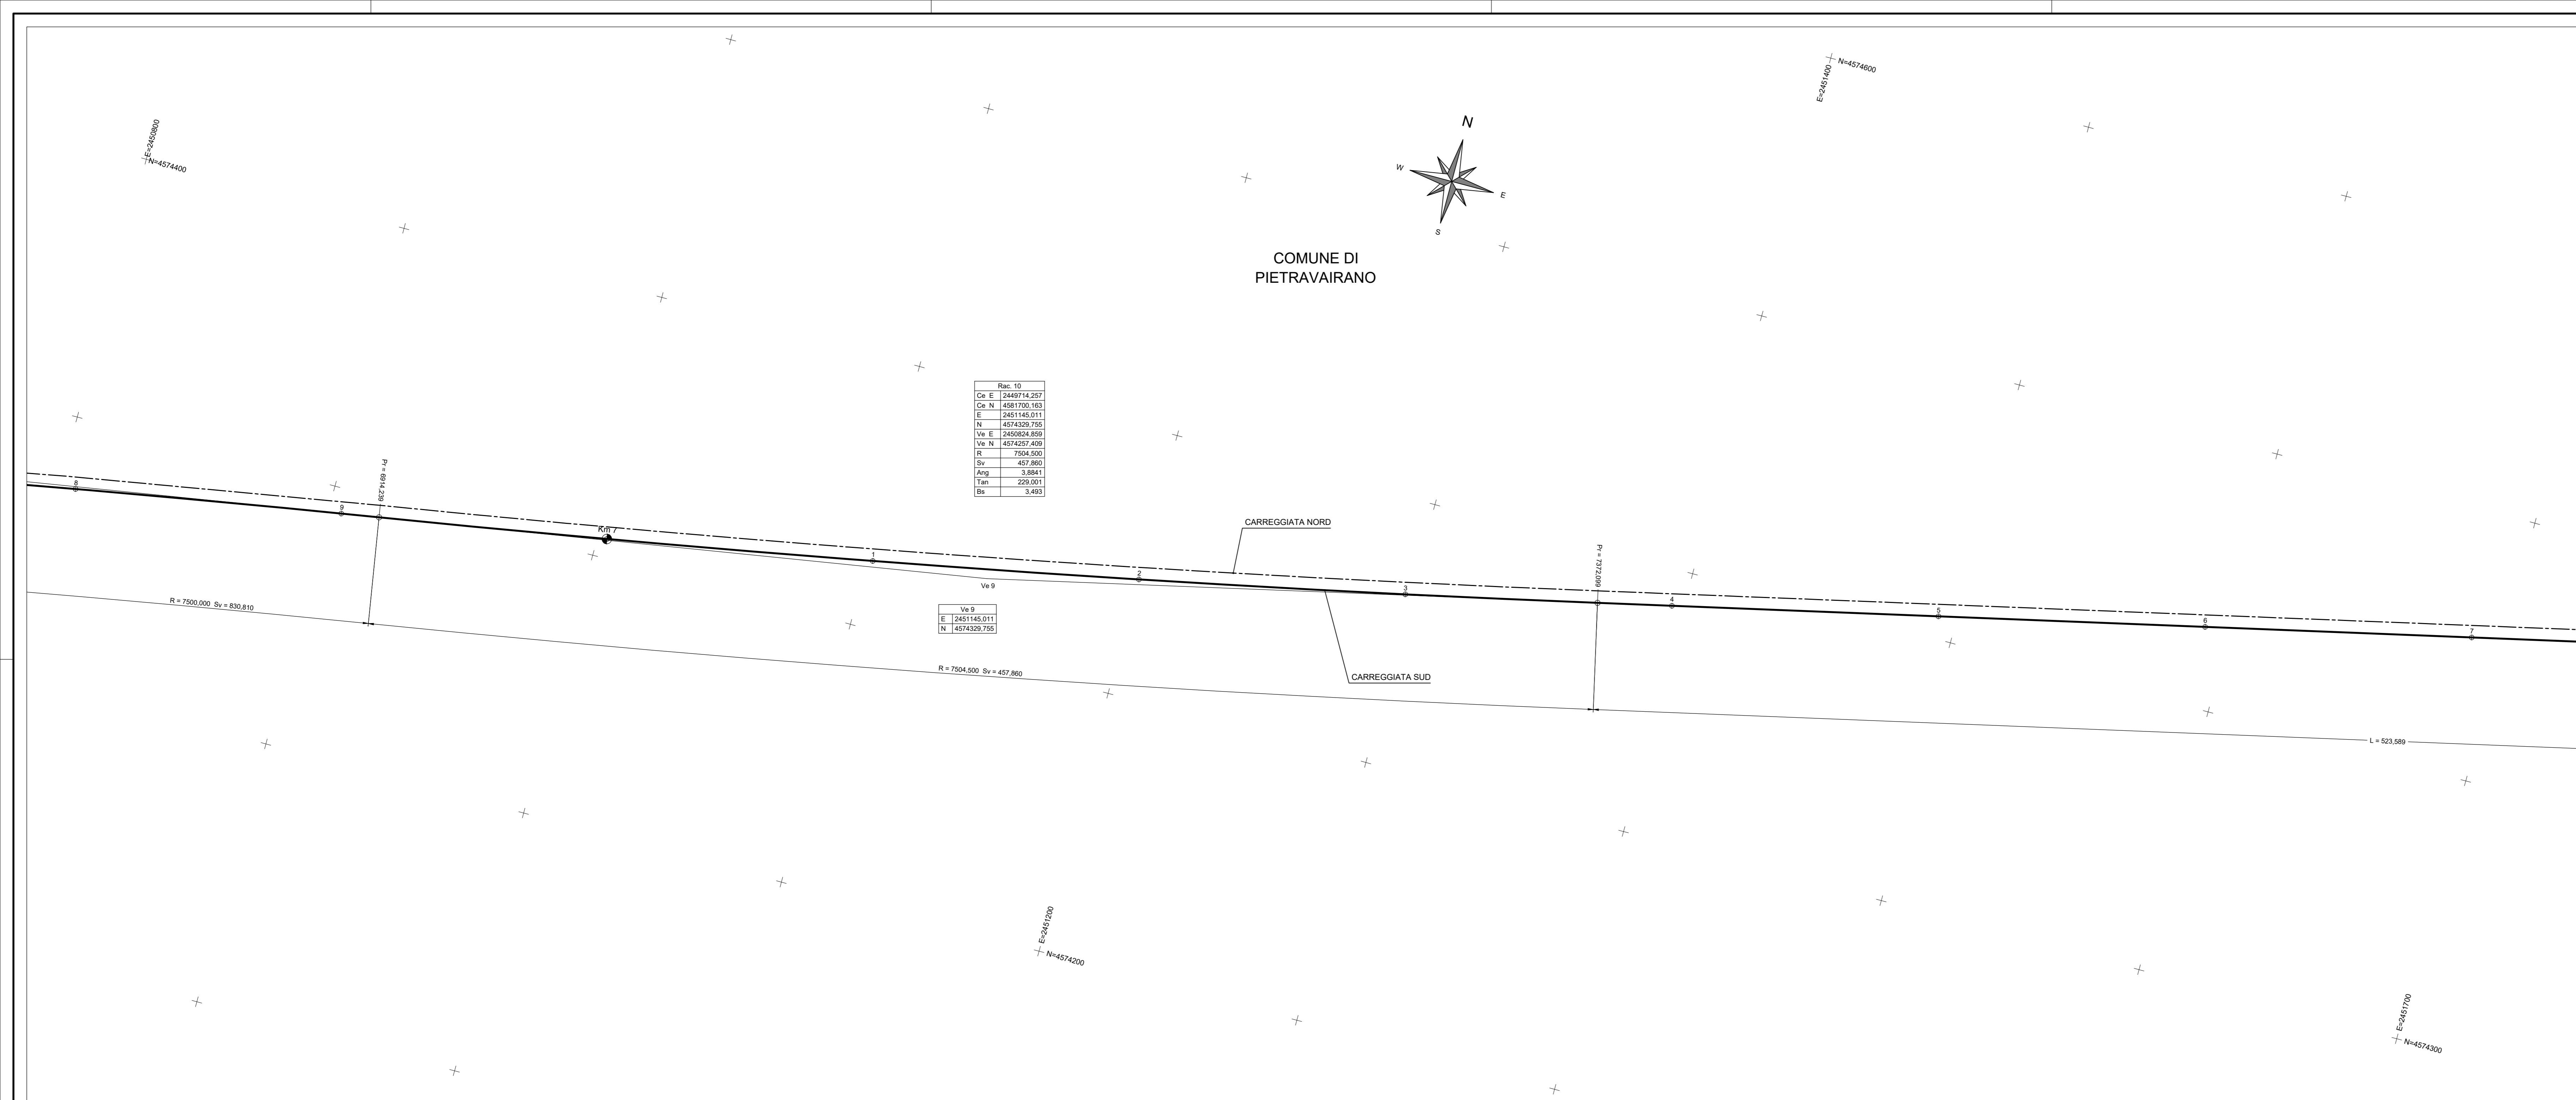 N=4574600
E=2451400
N
W
E
S
E=2450800
N=4574400
COMUNE DI
PIETRAVAIRANO
Rac. 10
Ce E 2449714,257
Ce N 4581700,163
E 2451145,011
N 4574329,755
Ve E 2450824,859
Ve N 4574257,409
R 7504,500
Sv 457,860
Ang 3,8841
Tan 229,001
Bs 3,493
8
9
Pr = 6914,239
Km 7
1
2
CARREGGIATA NORD
3
Pr = 7372,099
4
5
6
7
Ve 9
R = 7500,000 Sv = 830,810
Ve 9
E 2451145,011
N 4574329,755
R = 7504,500 Sv = 457,860
CARREGGIATA SUD
L = 523,589
E=2451200
N=4574200
E=2451700
N=4574300